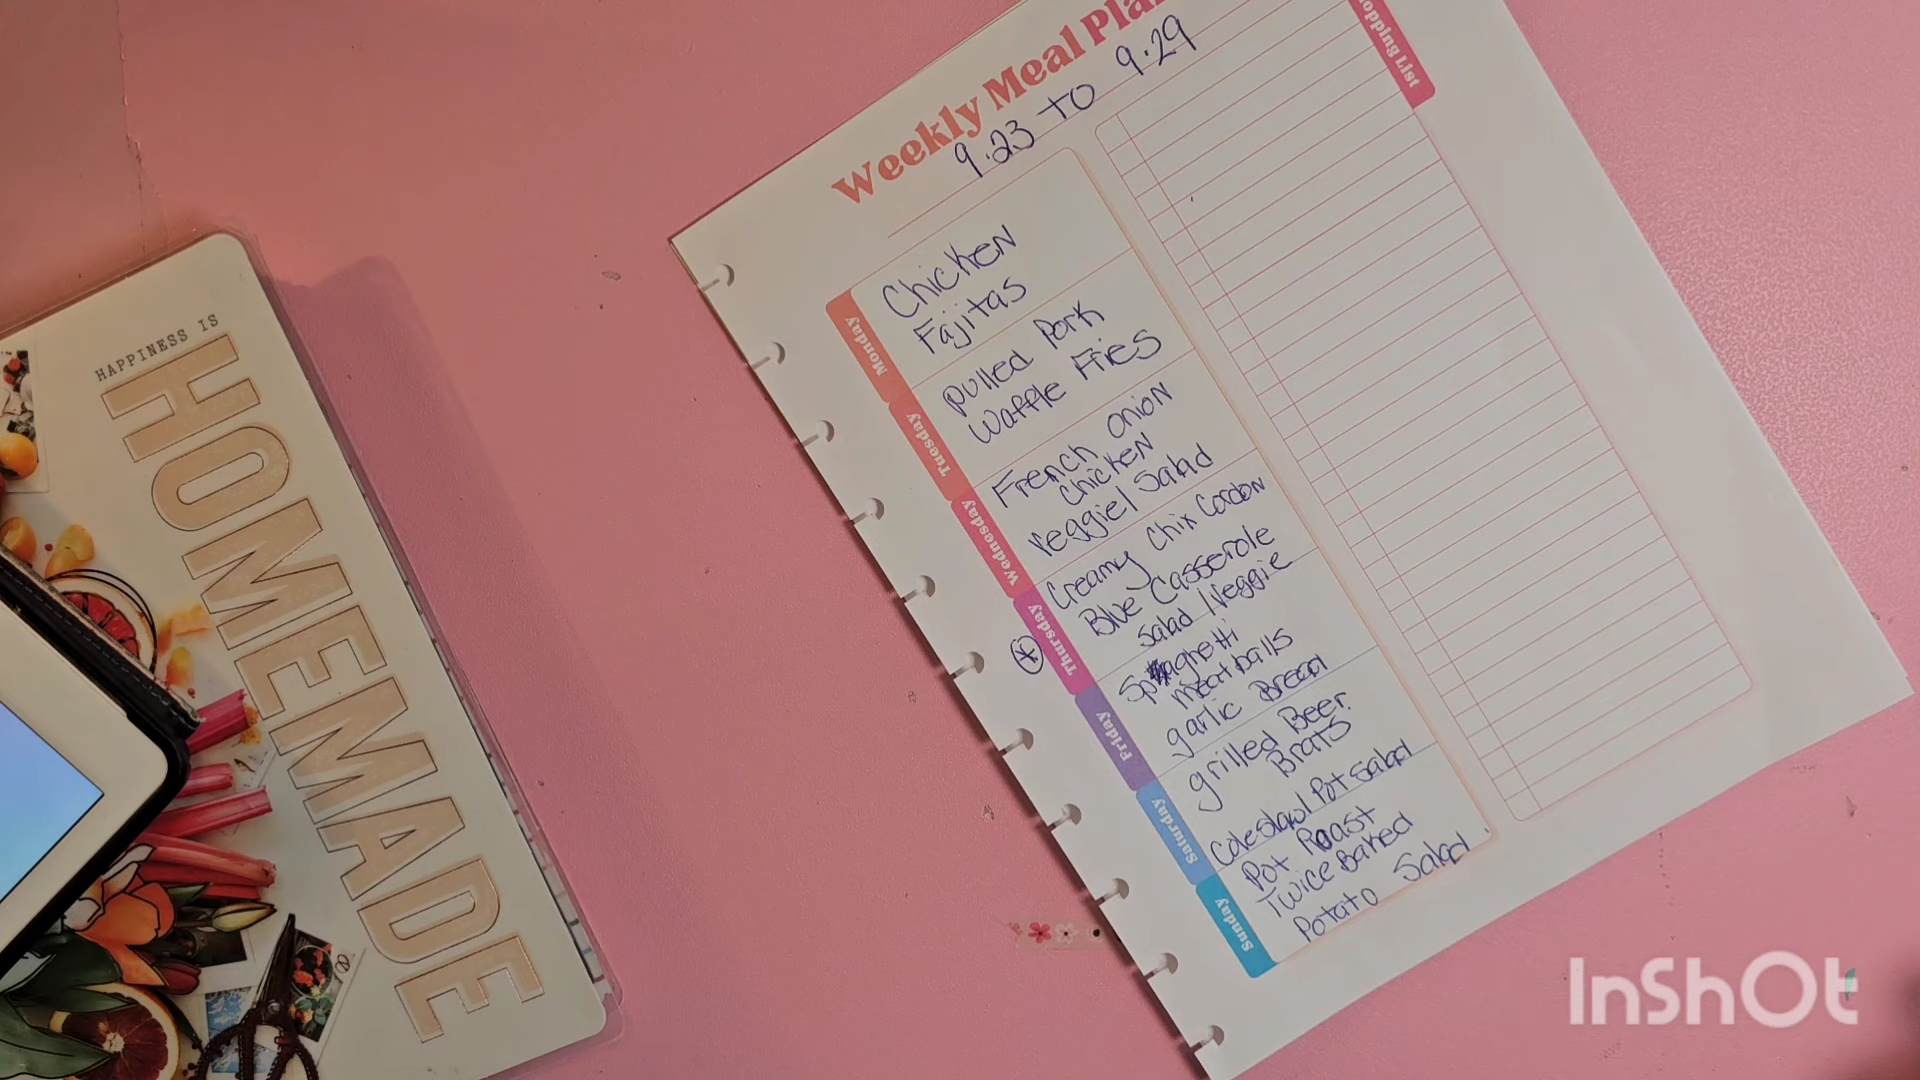 HAPPINESS IS
HOMEMADE
Weekly Meal
9.23 to 9.29
Shopping List
Monday
Chicken
Fajitas
Tuesday
Pulled Pork
Waffle Fries
Wednesday
French Onion
Chicken
Veggiel Salad
Thursday
Creamy Chix Cordon
Blue Casserole
Salad / Veggie
Friday
Spaghetti
meatballs
garlic Bread
Saturday
grilled Beer
Brats
Coleslaw / Pot Salad
Sunday
Pot Roast
Twice Baked
Potato Salad
InShOt